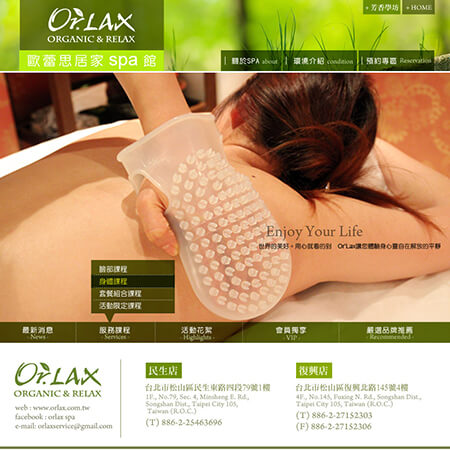 + 芳香學坊 + HOME
Or.LAX
ORGANIC & RELAX
歐蕾思居家 spa 館
關於SPA about
環境介紹 condition
預約專區 Reservation
Enjoy Your Life
世界的美好，用心就看的到 Or'Lax讓您體驗身心靈自在解放的平靜
臉部課程
身體課程
套餐組合課程
活動限定課程
最新消息
- News -
服務課程
- Services -
活動花絮
- Highlights -
會員獨享
- VIP -
嚴選品牌推薦
- Recommended -
Or.LAX
ORGANIC & RELAX
web : www.orlax.com.tw
facebook : orlax spa
e-mail: orlaxservice@gmail.com
民生店
台北市松山區民生東路四段79號1樓
1F., No.79, Sec. 4, Minsheng E. Rd.,
Songshan Dist., Taipei City 105,
Taiwan (R.O.C.)
(T) 886-2-25463696
復興店
台北市松山區復興北路145號4樓
4F., No.145, Fuxing N. Rd., Songshan
Dist., Taipei City 105,
Taiwan (R.O.C.)
(T) 886-2-27152303
(F) 886-2-27152306